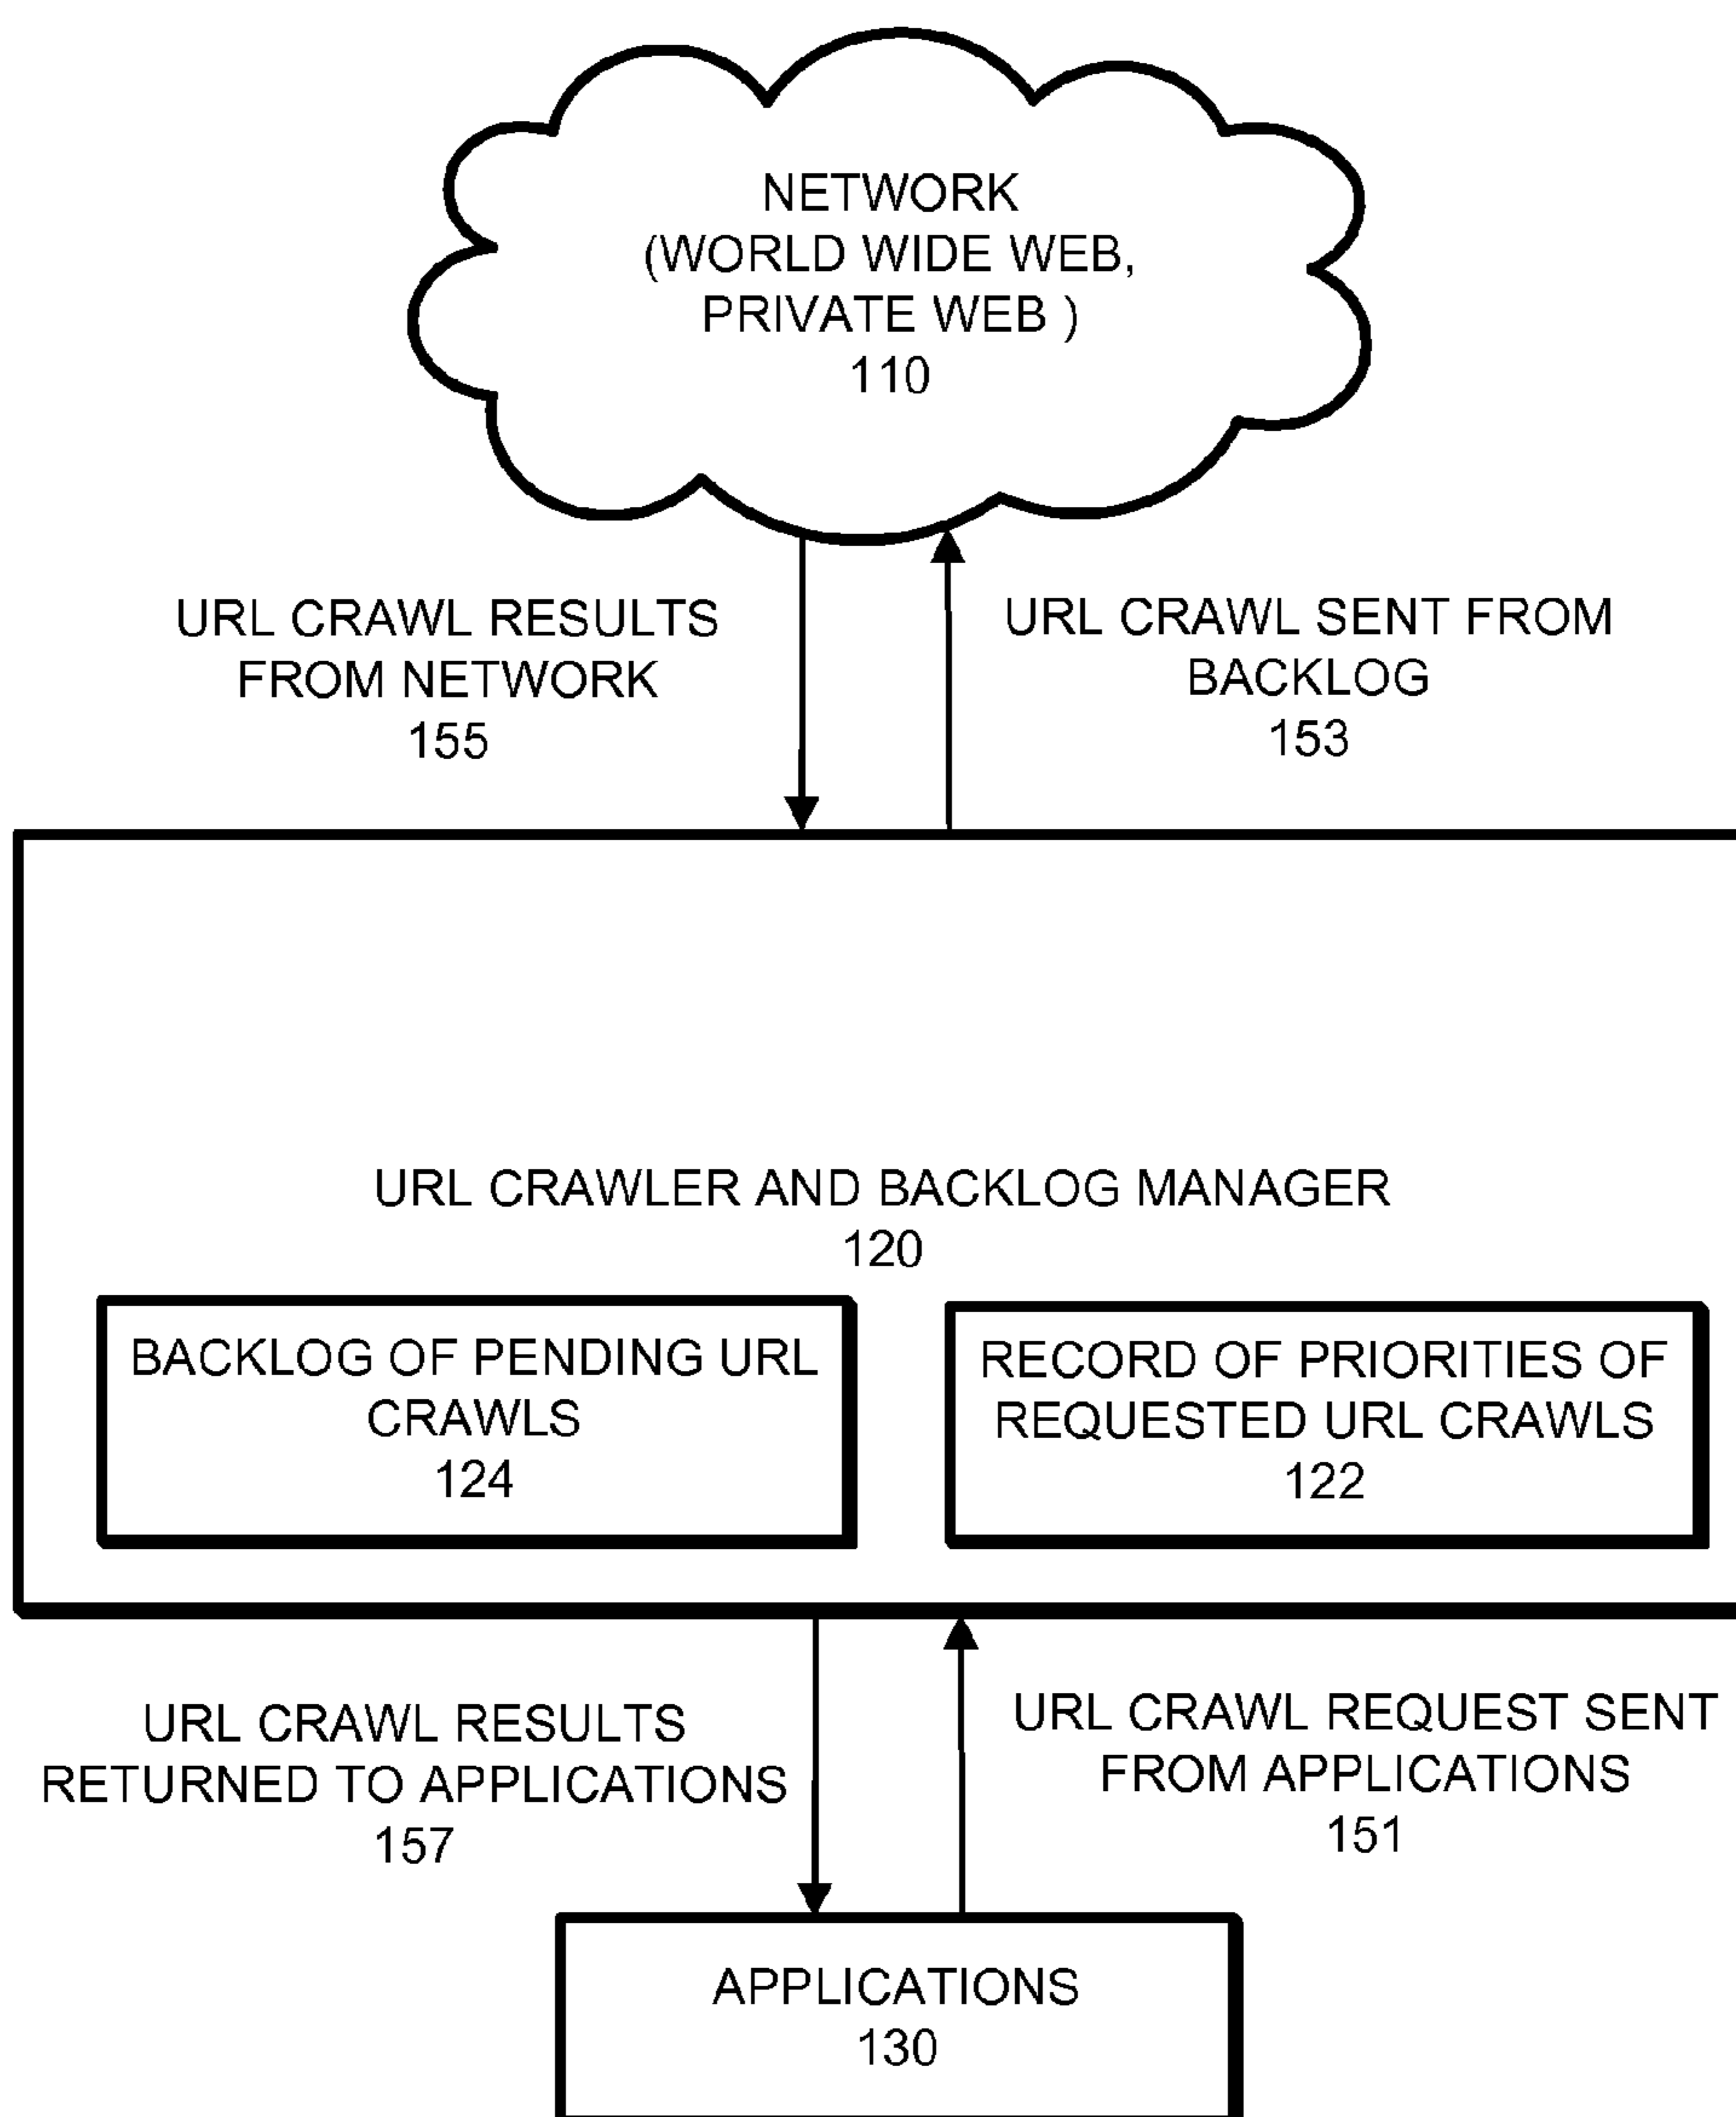 NETWORK
(WORLD WIDE WEB,
PRIVATE WEB )
110
URL CRAWL RESULTS
FROM NETWORK
155
URL CRAWL SENT FROM
BACKLOG
153
URL CRAWLER AND BACKLOG MANAGER
120
BACKLOG OF PENDING URL
CRAWLS
124
RECORD OF PRIORITIES OF
REQUESTED URL CRAWLS
122
URL CRAWL RESULTS
RETURNED TO APPLICATIONS
157
URL CRAWL REQUEST SENT
FROM APPLICATIONS
151
APPLICATIONS
130